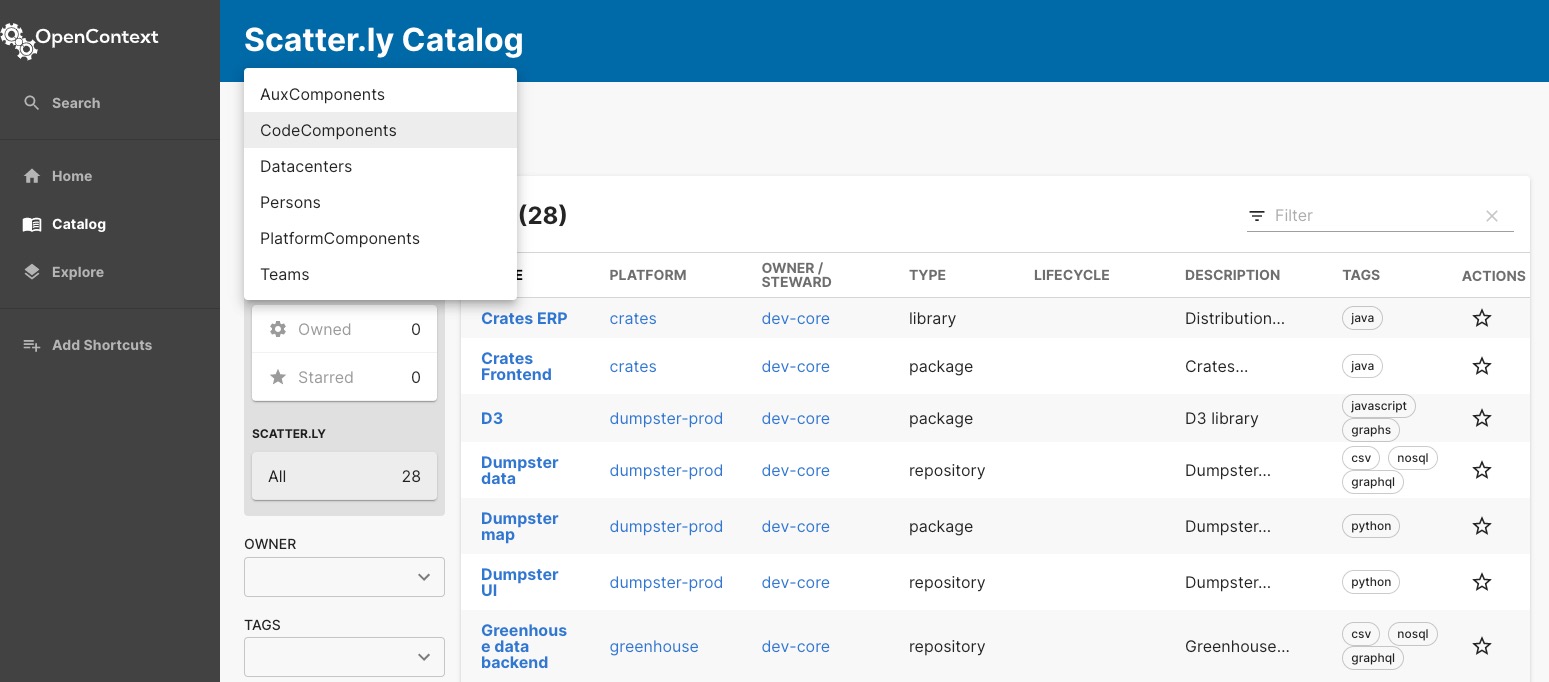 OpenContext
Search
Home
Catalog
Explore
Add Shortcuts
Scatter.ly Catalog
AuxComponents
CodeComponents
Datacenters
Persons
PlatformComponents
Teams
Owned 0
Starred 0
SCATTER.LY
All 28
OWNER
TAGS
(28)
Filter
E PLATFORM OWNER / STEWARD TYPE LIFECYCLE DESCRIPTION TAGS ACTIONS
Crates ERP crates dev-core library Distribution... java
Crates Frontend crates dev-core package Crates... java
D3 dumpster-prod dev-core package D3 library javascript graphs
Dumpster data dumpster-prod dev-core repository Dumpster... csv nosql graphql
Dumpster map dumpster-prod dev-core package Dumpster... python
Dumpster UI dumpster-prod dev-core repository Dumpster... python
Greenhous e data backend greenhouse dev-core repository Greenhouse... csv nosql graphql